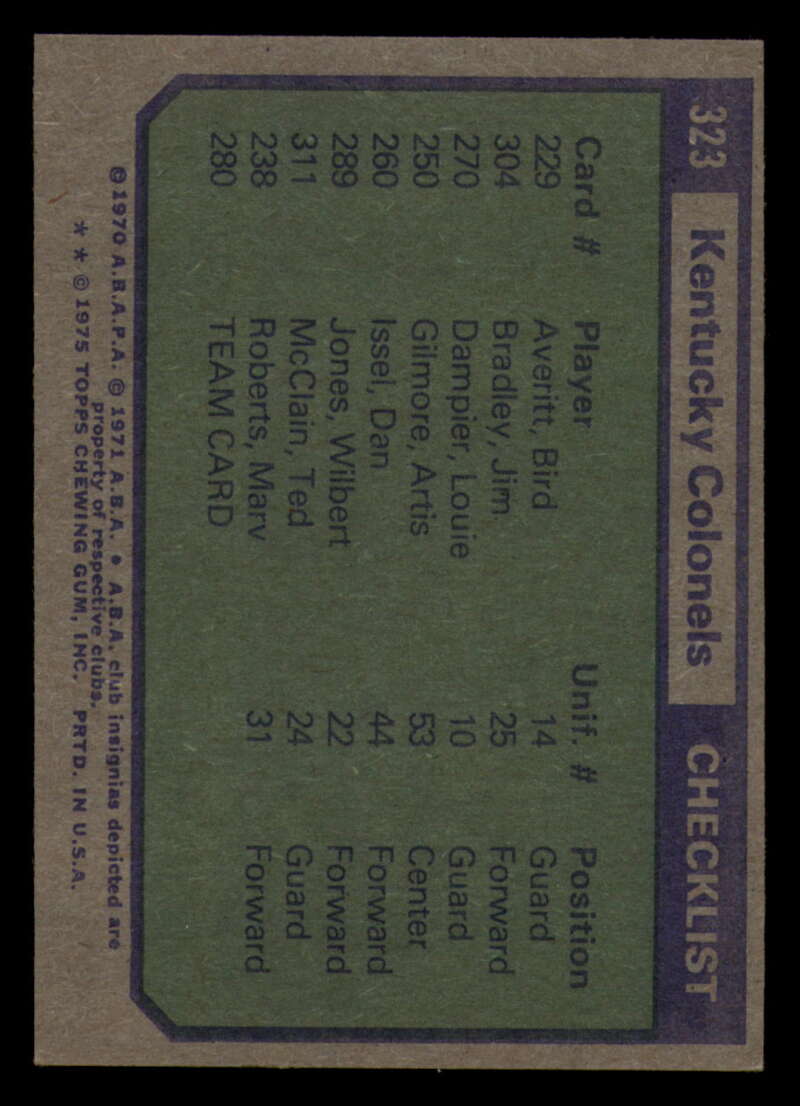 323 Kentucky Colonels CHECKLIST
Card # Player Unif. # Position
229 Averitt, Bird 14 Guard
304 Bradley, Jim 25 Forward
270 Dampier, Louie 10 Guard
250 Gilmore, Artis 53 Center
260 Issel, Dan 44 Forward
289 Jones, Wilbert 22 Forward
311 McClain, Ted 24 Guard
238 Roberts, Marv 31 Forward
280 TEAM CARD
©1970 A.B.A.P.A. © 1971 A.B.A. • A.B.A. club insignias depicted are
property of respective clubs.
* * © 1975 TOPPS CHEWING GUM, INC. PRTD. IN U.S.A.